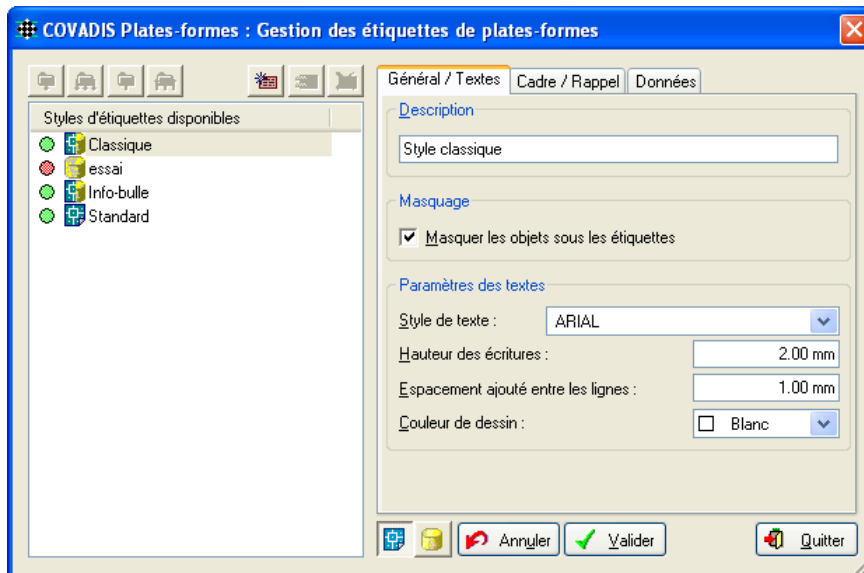 COVADIS Plates-formes : Gestion des étiquettes de plates-formes
Styles d'étiquettes disponibles
Classique
essai
Info-bulle
Standard
Général / Textes Cadre / Rappel Données
Description
Style classique
Masquage
Masquer les objets sous les étiquettes
Paramètres des textes
Style de texte : ARIAL
Hauteur des écritures : 2.00 mm
Espacement ajouté entre les lignes : 1.00 mm
Couleur de dessin : Blanc
Annuler Valider Quitter